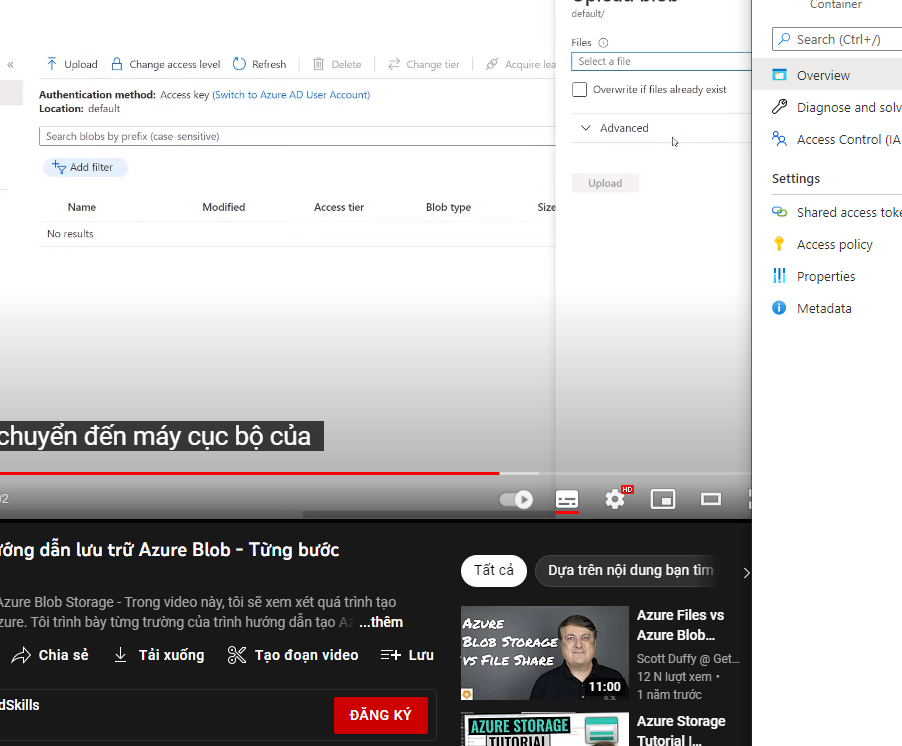 Upload blob
default/
Files
Select a file
Overwrite if files already exist
Advanced
Upload
«
Upload
Change access level
Refresh
Delete
Change tier
Acquire lea
Authentication method: Access key (Switch to Azure AD User Account)
Location: default
Search blobs by prefix (case-sensitive)
Add filter
Name Modified Access tier Blob type Size
No results
chuyển đến máy cục bộ của
02
HD
ướng dẫn lưu trữ Azure Blob - Từng bước
Azure Blob Storage - Trong video này, tôi sẽ xem xét quá trình tạo
zure. Tôi trình bày từng trường của trình hướng dẫn tạo Az ...thêm
Chia sẻ
Tải xuống
Tạo đoạn video
Lưu
dSkills
ĐĂNG KÝ
Tất cả
Dựa trên nội dung bạn tìm
AZURE
BLOB STORAGE
VS FILE SHARE
11:00
Azure Files vs
Azure Blob...
Scott Duffy @ Get...
12 N lượt xem •
1 năm trước
AZURE STORAGE
TUTORIAL
Azure Storage
Tutorial |...
Container
Search (Ctrl+/)
Overview
Diagnose and solv
Access Control (IA
Settings
Shared access toke
Access policy
Properties
Metadata